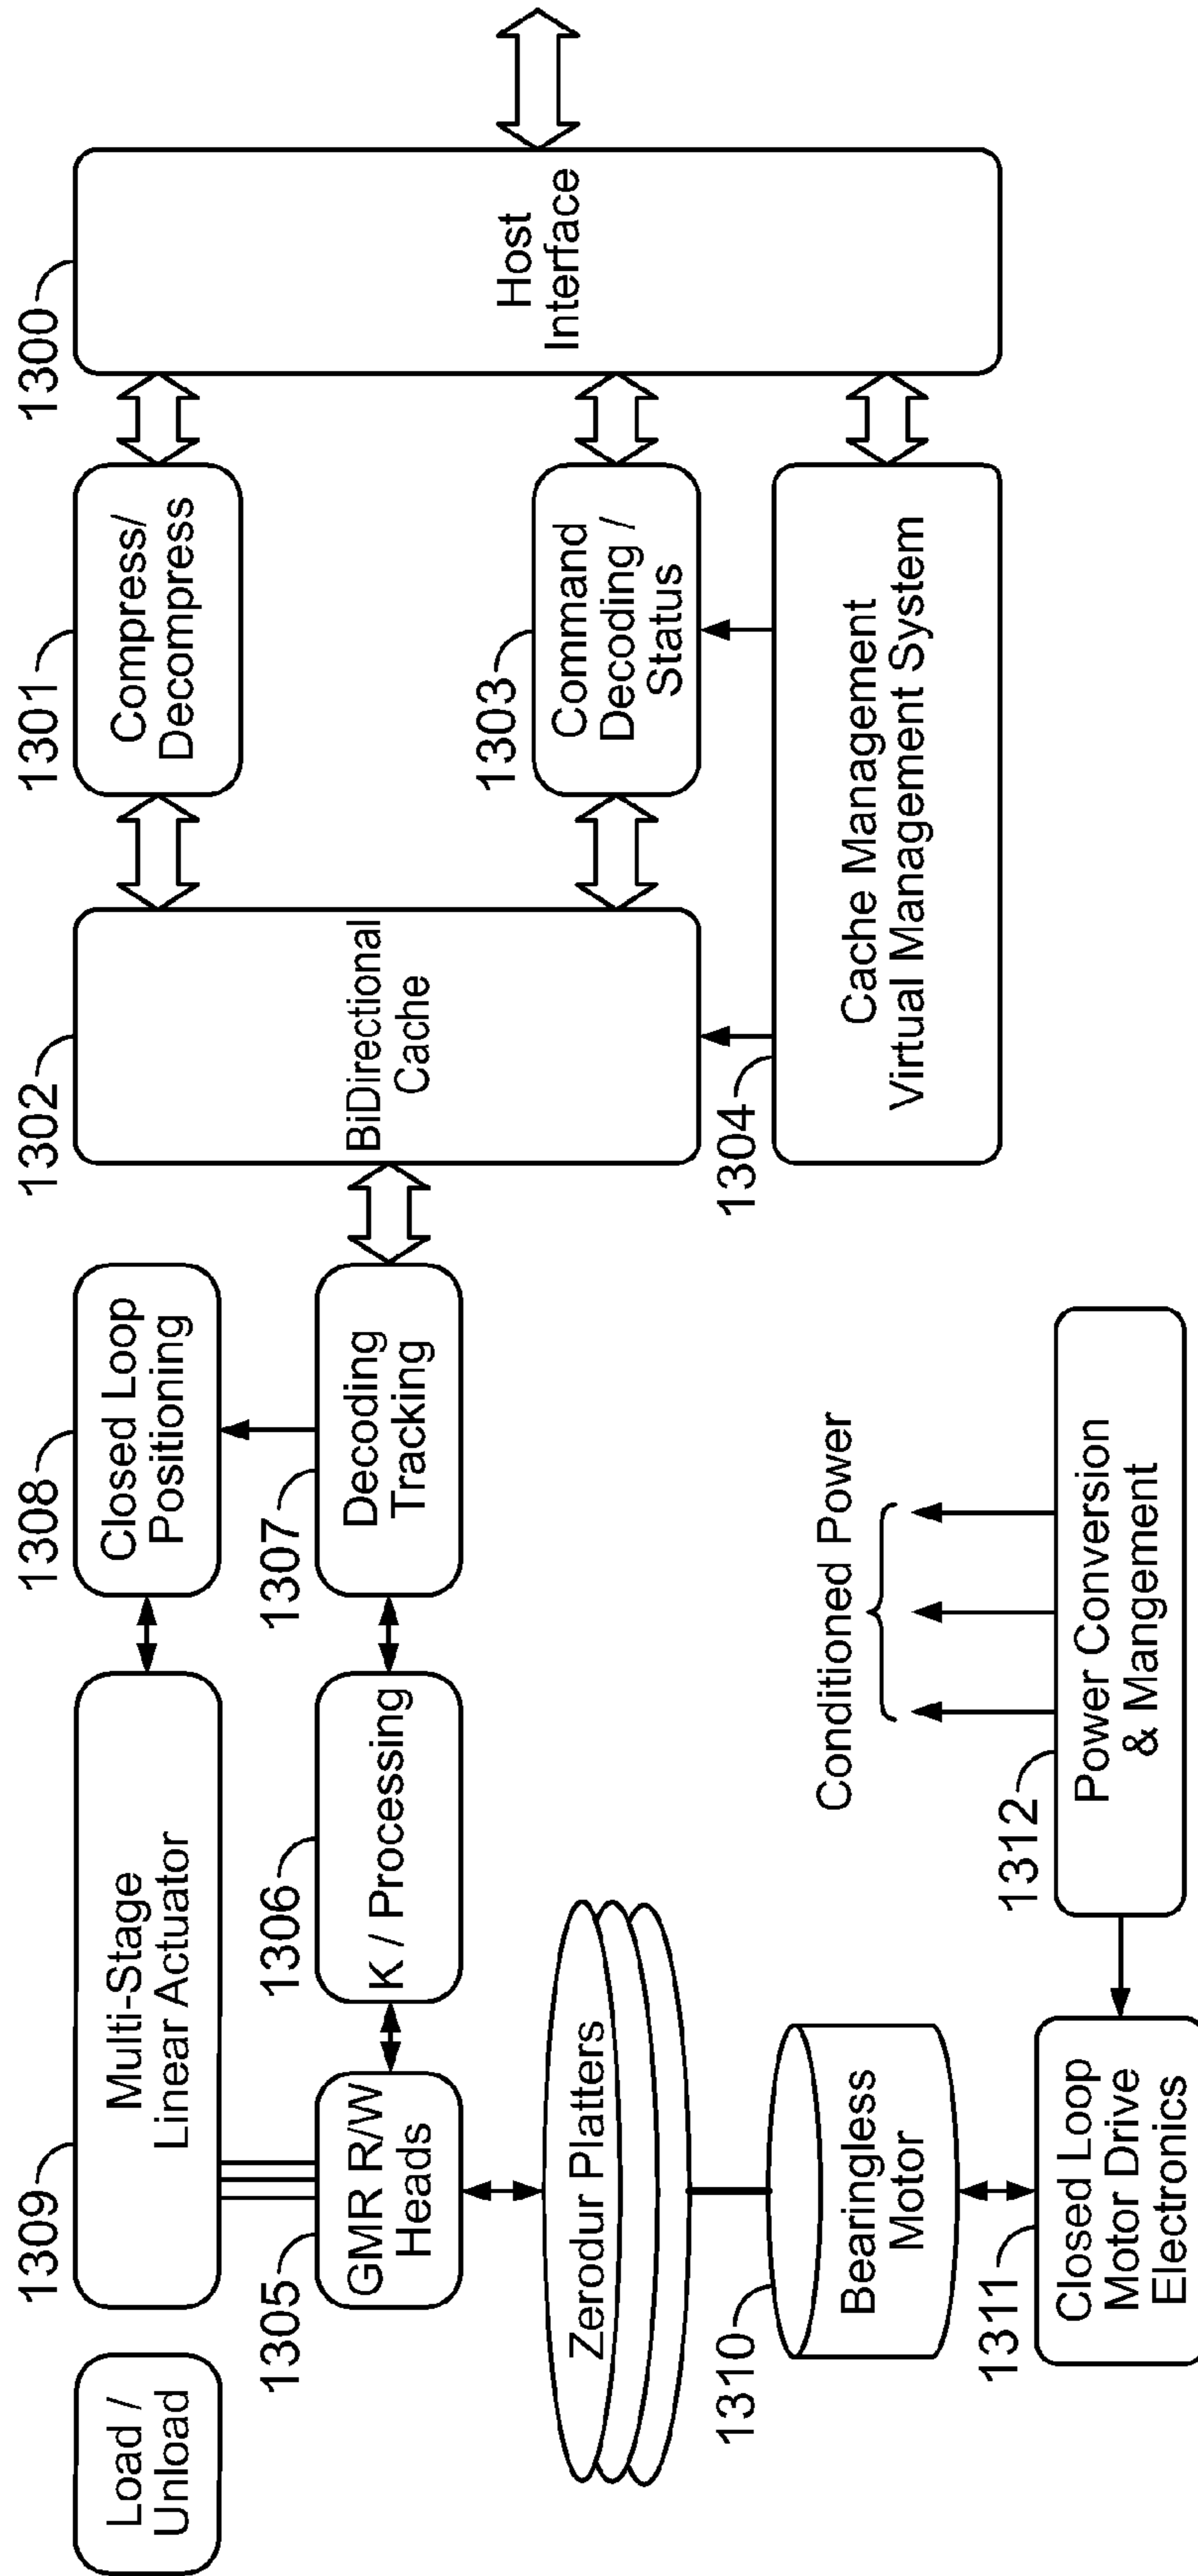 1309
1308
1302
1301
1300
Load /
Unload
Multi-Stage
Linear Actuator
Closed Loop
Positioning
BiDirectional
Cache
Compress/
Decompress
Host
Interface
1305
1306
1307
1303
GMR R/W
Heads
K / Processing
Decoding
Tracking
Command
Decoding /
Status
Zerodur Platters
1304
Cache Management
Virtual Management System
1310
Bearingless
Motor
Conditioned Power
1311
1312
Closed Loop
Motor Drive
Electronics
Power Conversion
& Mangement